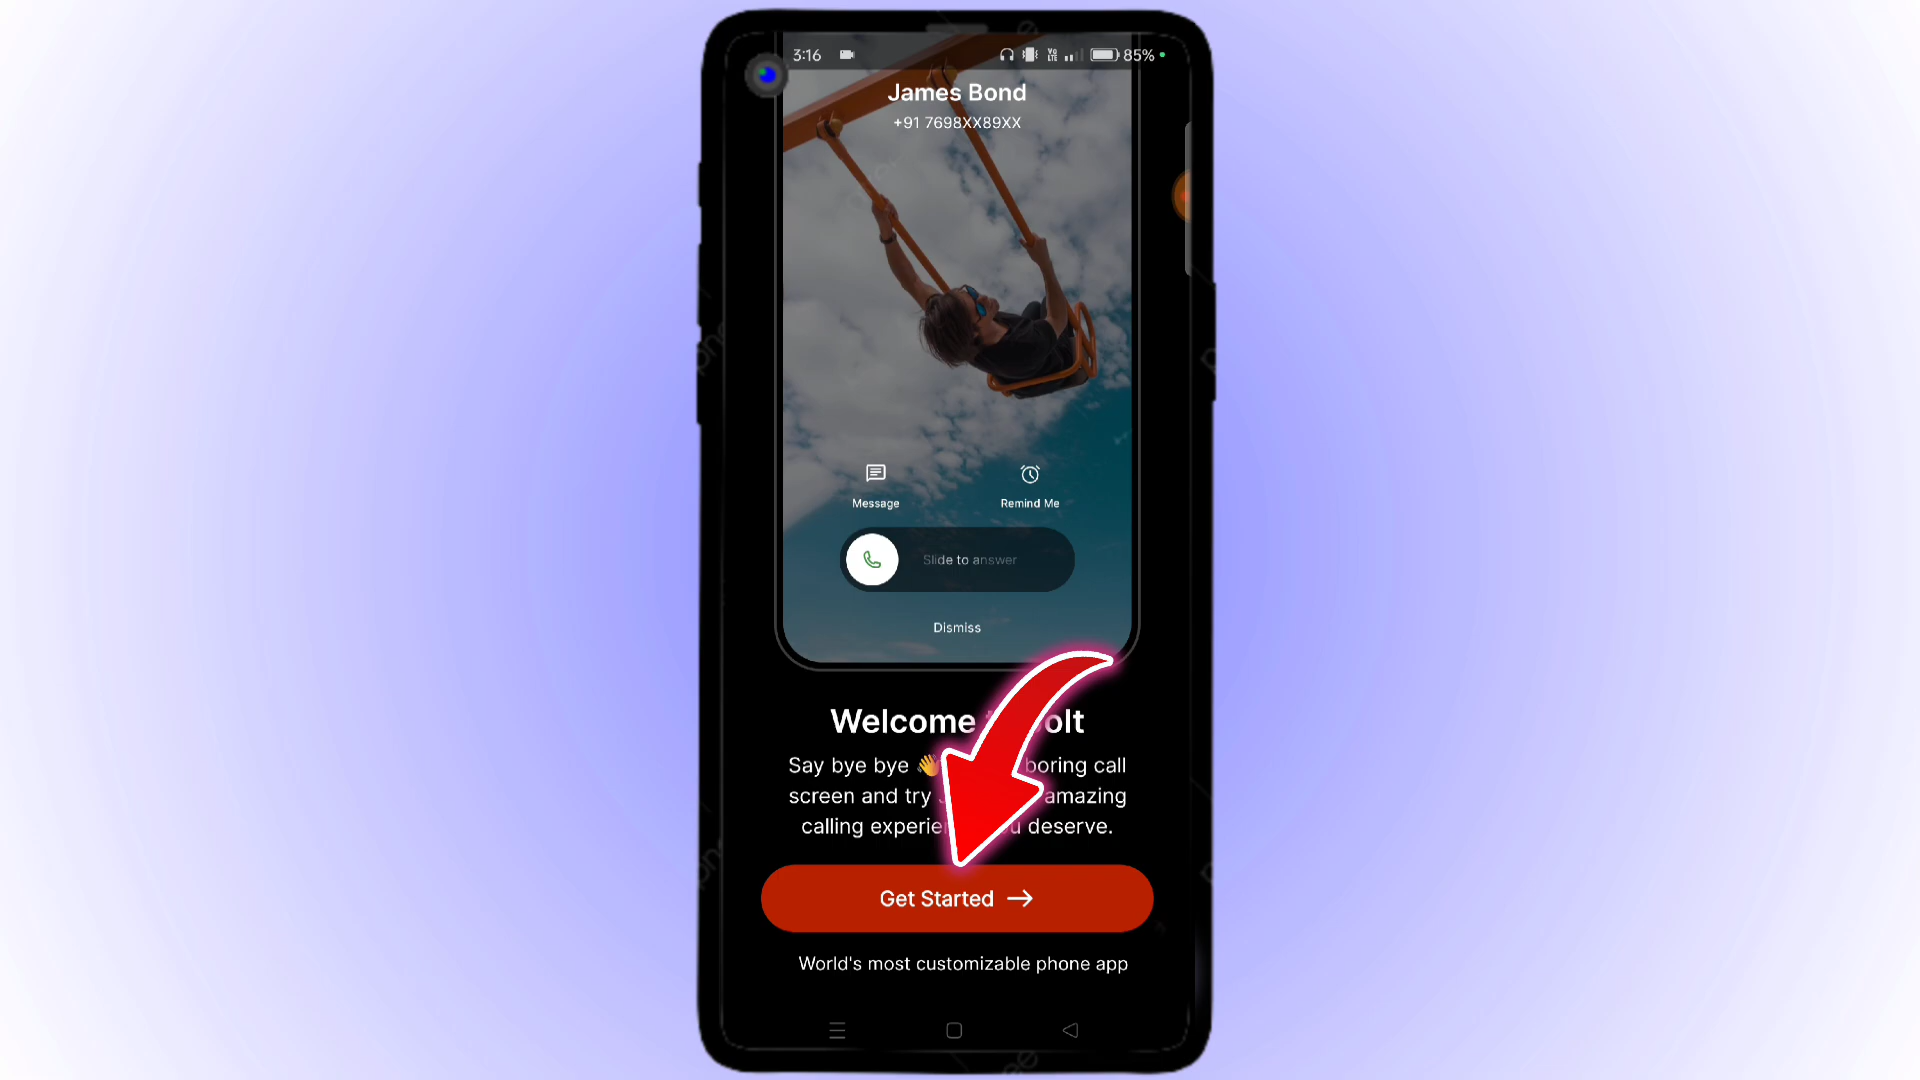 3:16 85%
James Bond
+91 7698XX89XX
Message Remind Me
Slide to answer
Dismiss
Welcome olt
Say bye bye 👋 boring call
screen and try amazing
calling experie u deserve.
Get Started →
World's most customizable phone app